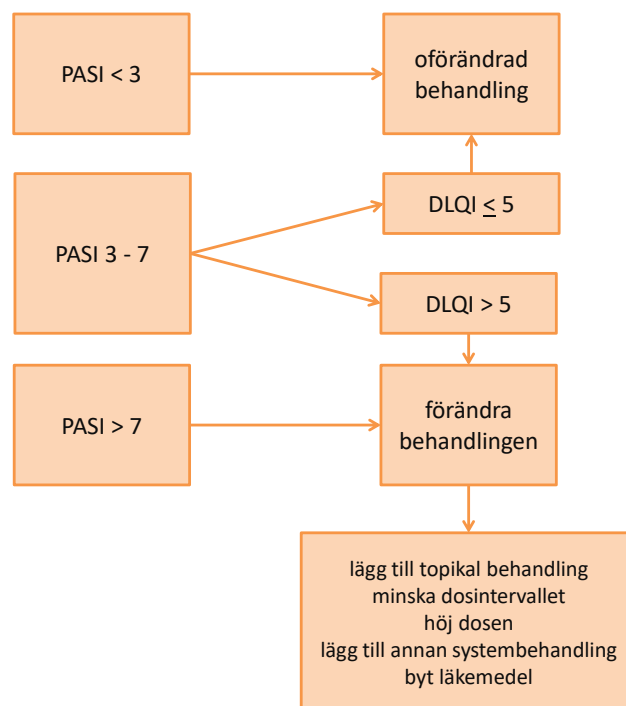 PASI < 3
oförändrad
behandling
PASI 3 - 7
DLQI ≤ 5
DLQI > 5
PASI > 7
förändra
behandlingen
lägg till topikal behandling
minska dosintervallet
höj dosen
lägg till annan systembehandling
byt läkemedel